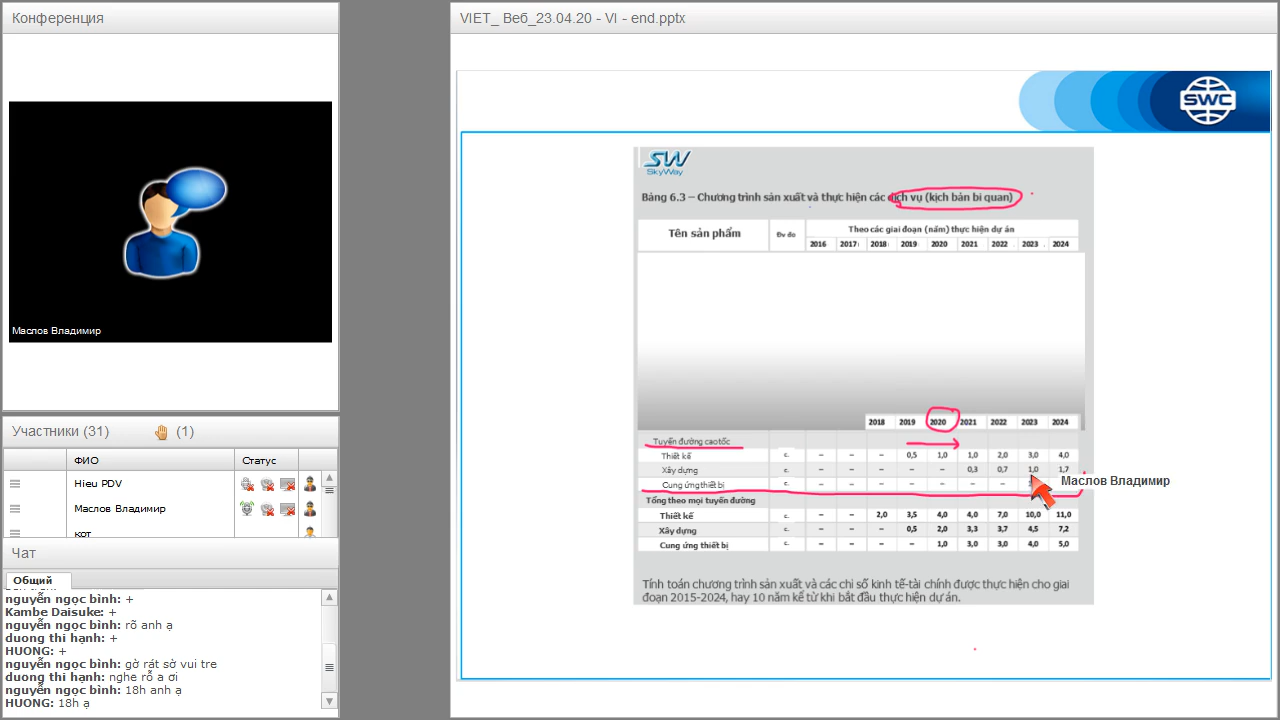 Конференция
Маслов Владимир
Участники (31) (1)
ФИО Статус
Hieu PDV
Маслов Владимир
кот
Чат
Общий
nguyễn ngọc bình: +
Kambe Daisuke: +
nguyễn ngọc bình: rõ anh ạ
duong thi hạnh: +
HUONG: +
nguyễn ngọc bình: gờ rát sờ vui tre
duong thi hạnh: nghe rỗ a ơi
nguyễn ngọc bình: 18h anh ạ
HUONG: 18h ạ
VIET_ Веб_23.04.20 - VI - end.pptx
SWC
SW
SkyWay
Bảng 6.3 – Chương trình sản xuất và thực hiện các dịch vụ (kịch bản bi quan)
Tên sản phẩm Đv đo Theo các giai đoạn (năm) thực hiện dự án
2016 2017 2018 2019 2020 2021 2022 2023 2024
2018 2019 2020 2021 2022 2023 2024
Tuyến đường cao tốc
Thiết kế c. – – – 0,5 1,0 1,0 2,0 3,0 4,0
Xây dựng c. – – – – – 0,3 0,7 1,0 1,7
Cung ứng thiết bị c. – – – – – – –
Маслов Владимир
Tổng theo mọi tuyến đường
Thiết kế c. – – 2,0 3,5 4,0 4,0 7,0 10,0 11,0
Xây dựng c. – – – 0,5 2,0 3,3 3,7 4,5 7,2
Cung ứng thiết bị c. – – – – 1,0 3,0 3,0 4,0 5,0
Tính toán chương trình sản xuất và các chỉ số kinh tế-tài chính được thực hiện cho giai
đoạn 2015-2024, hay 10 năm kể từ khi bắt đầu thực hiện dự án.